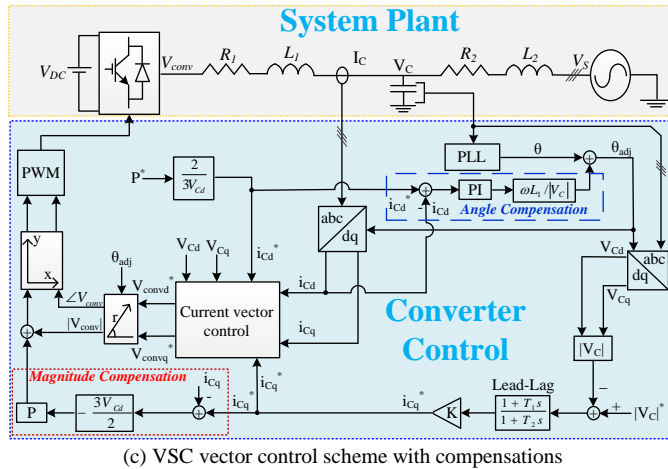 System Plant
V_DC
V_conv
R_1
L_1
I_C
V_C
R_2
L_2
V_S
PWM
P*
2
3V_Cd
PLL
θ
θ_adj
i_Cd*
-
i_Cd
PI
ωL_1/|V_C|
Angle Compensation
y
x
abc
dq
V_Cd
abc
dq
V_Cq
θ_adj
V_Cd
V_Cq
i_Cd*
∠V_conv
|V_conv|
r
V_convd*
V_convq*
Current vector
control
i_Cd
i_Cq
Converter
Control
|V_C|
Magnitude Compensation
P
−
3V_Cd
2
i_Cq
-
i_Cq*
i_Cq*
i_Cq*
K
Lead-Lag
1 + T_1 s
1 + T_2 s
−
+
|V_C|*
(c) VSC vector control scheme with compensations